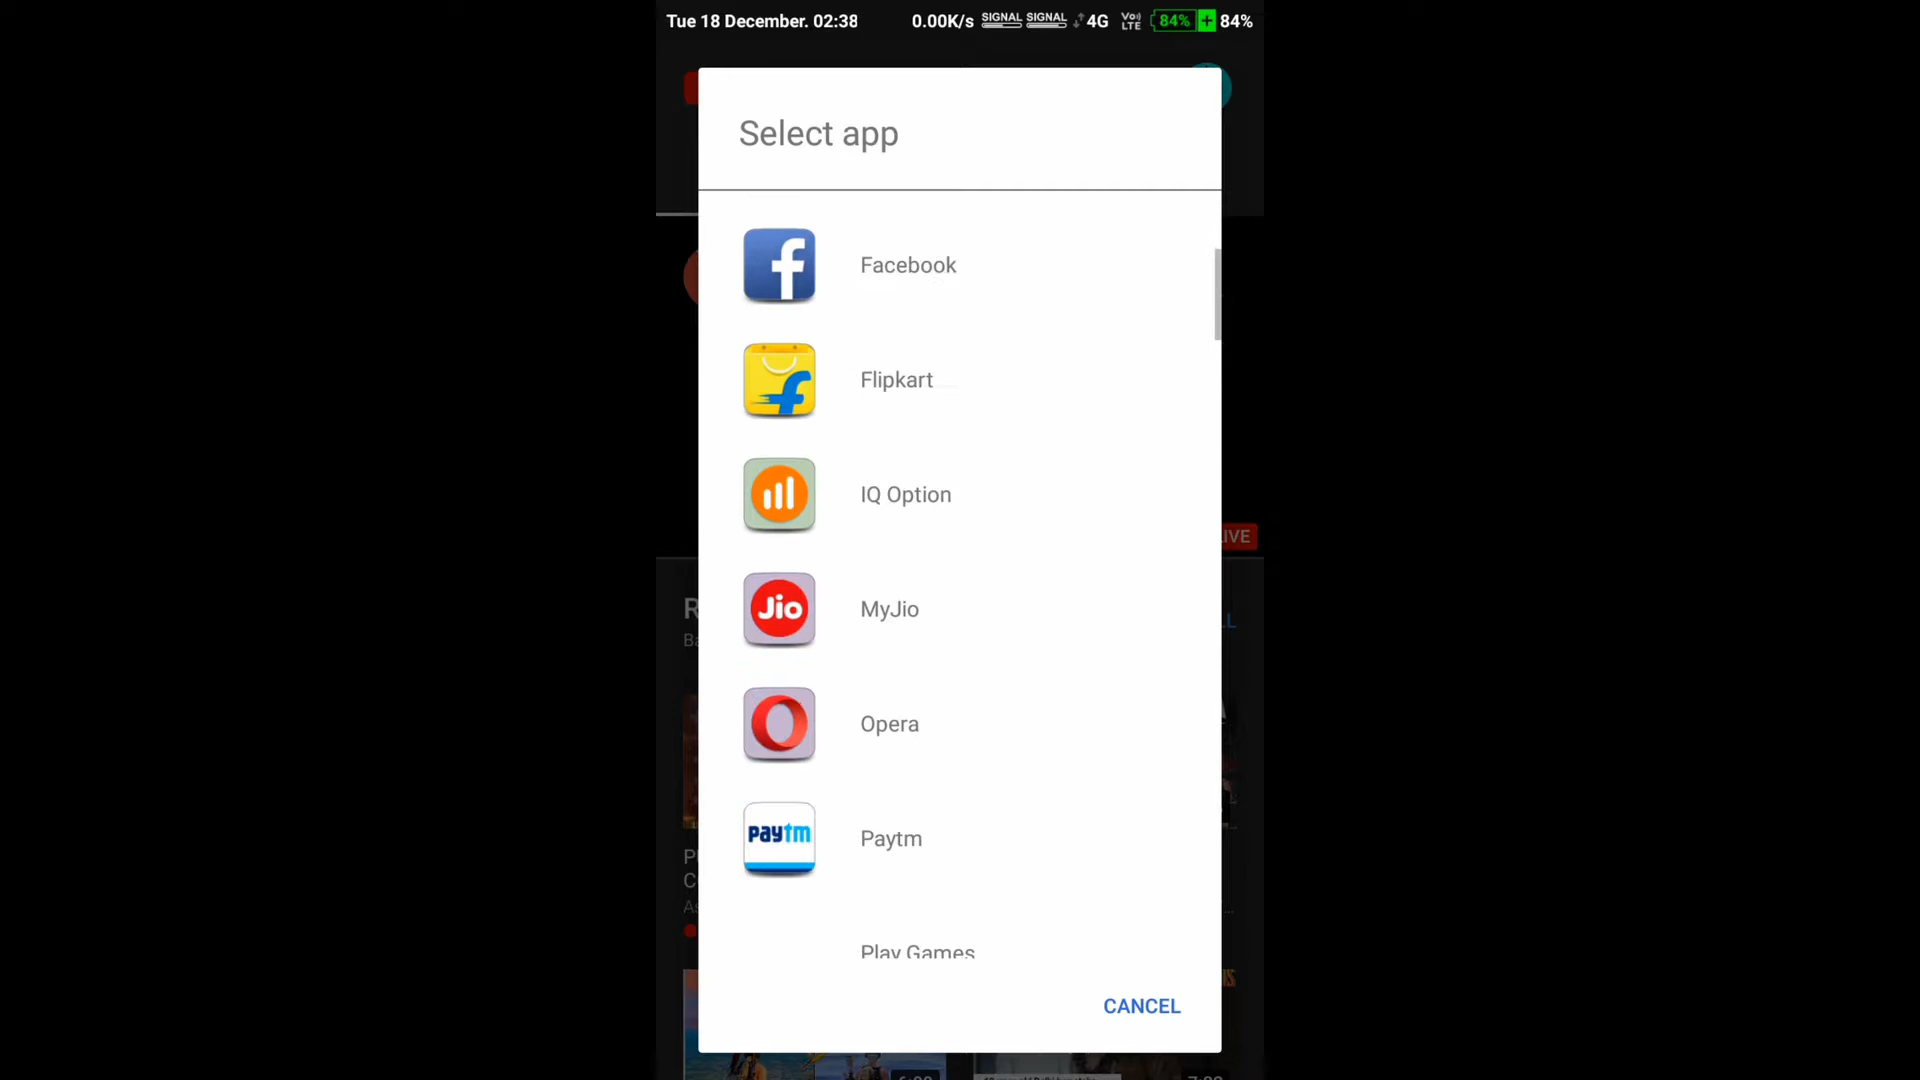 Tue 18 December. 02:38 0.00K/s SIGNAL SIGNAL 4G Vo) LTE 84% 84%
Select app
Facebook
Flipkart
IQ Option
MyJio
Jio
Opera
Paytm
paytm
Play Games
CANCEL